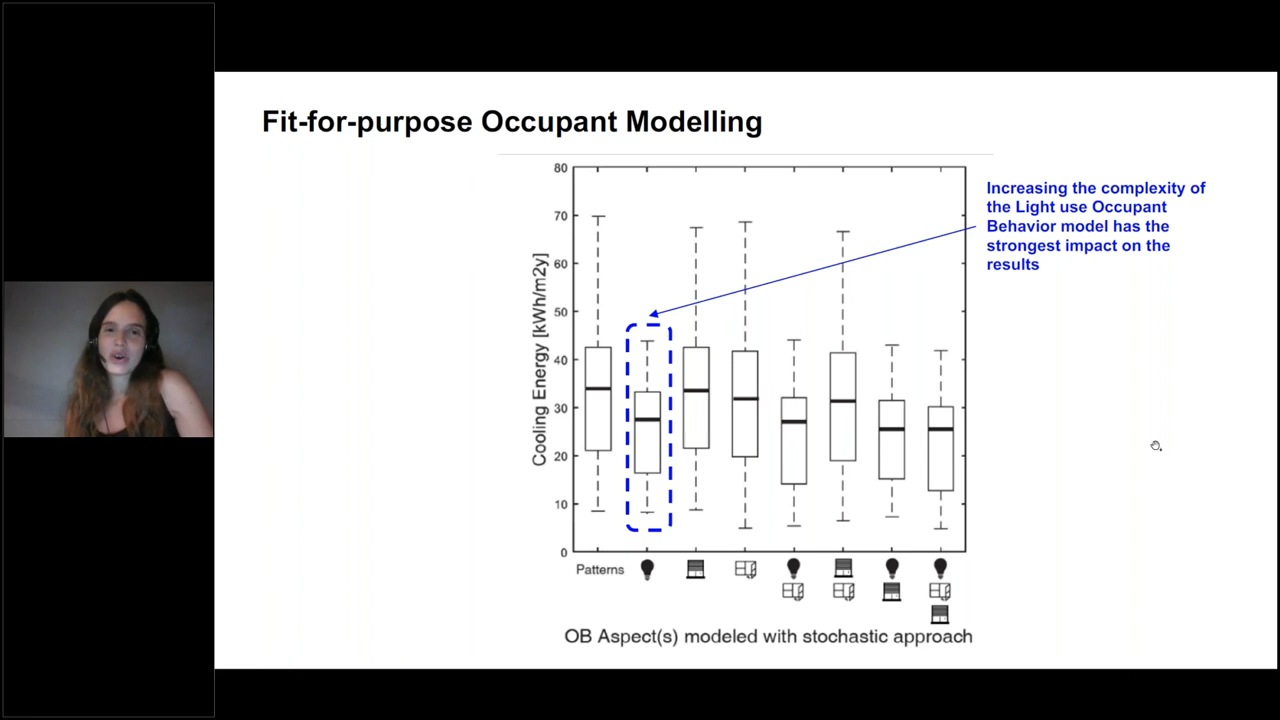 Fit-for-purpose Occupant Modelling
80
70
60
50
40
30
20
10
0
Cooling Energy [kWh/m2y]
Increasing the complexity of
the Light use Occupant
Behavior model has the
strongest impact on the
results
Patterns
OB Aspect(s) modeled with stochastic approach